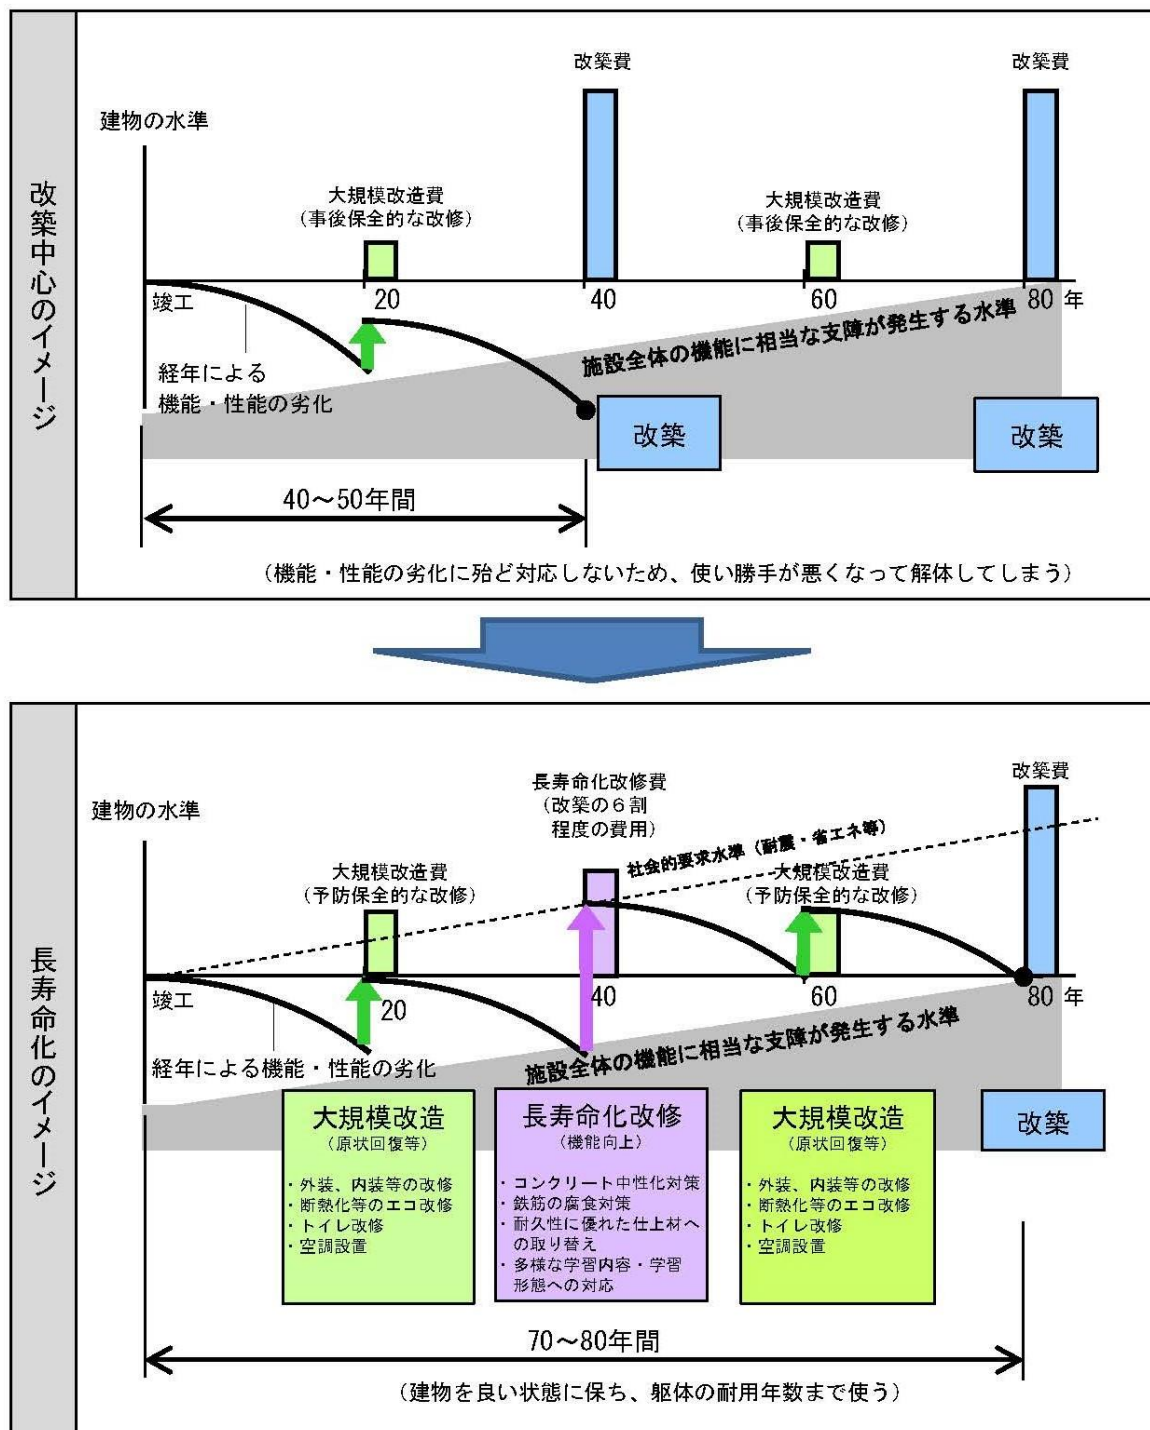 改築中心のイメージ
改築費
改築費
建物の水準
大規模改造費
（事後保全的な改修）
大規模改造費
（事後保全的な改修）
竣工
20
40
60
80 年
施設全体の機能に相当な支障が発生する水準
経年による
機能・性能の劣化
改築
改築
40～50年間
（機能・性能の劣化に殆ど対応しないため、使い勝手が悪くなって解体してしまう）
長寿命化のイメージ
改築費
長寿命化改修費
（改築の６割
程度の費用）
建物の水準
社会的要求水準（耐震・省エネ等）
大規模改造費
（予防保全的な改修）
大規模改造費
（予防保全的な改修）
竣工
20
40
60
80 年
施設全体の機能に相当な支障が発生する水準
経年による機能・性能の劣化
大規模改造
（原状回復等）
・外装、内装等の改修
・断熱化等のエコ改修
・トイレ改修
・空調設置
長寿命化改修
（機能向上）
・コンクリート中性化対策
・鉄筋の腐食対策
・耐久性に優れた仕上材へ
の取り替え
・多様な学習内容・学習
形態への対応
大規模改造
（原状回復等）
・外装、内装等の改修
・断熱化等のエコ改修
・トイレ改修
・空調設置
改築
70～80年間
（建物を良い状態に保ち、躯体の耐用年数まで使う）